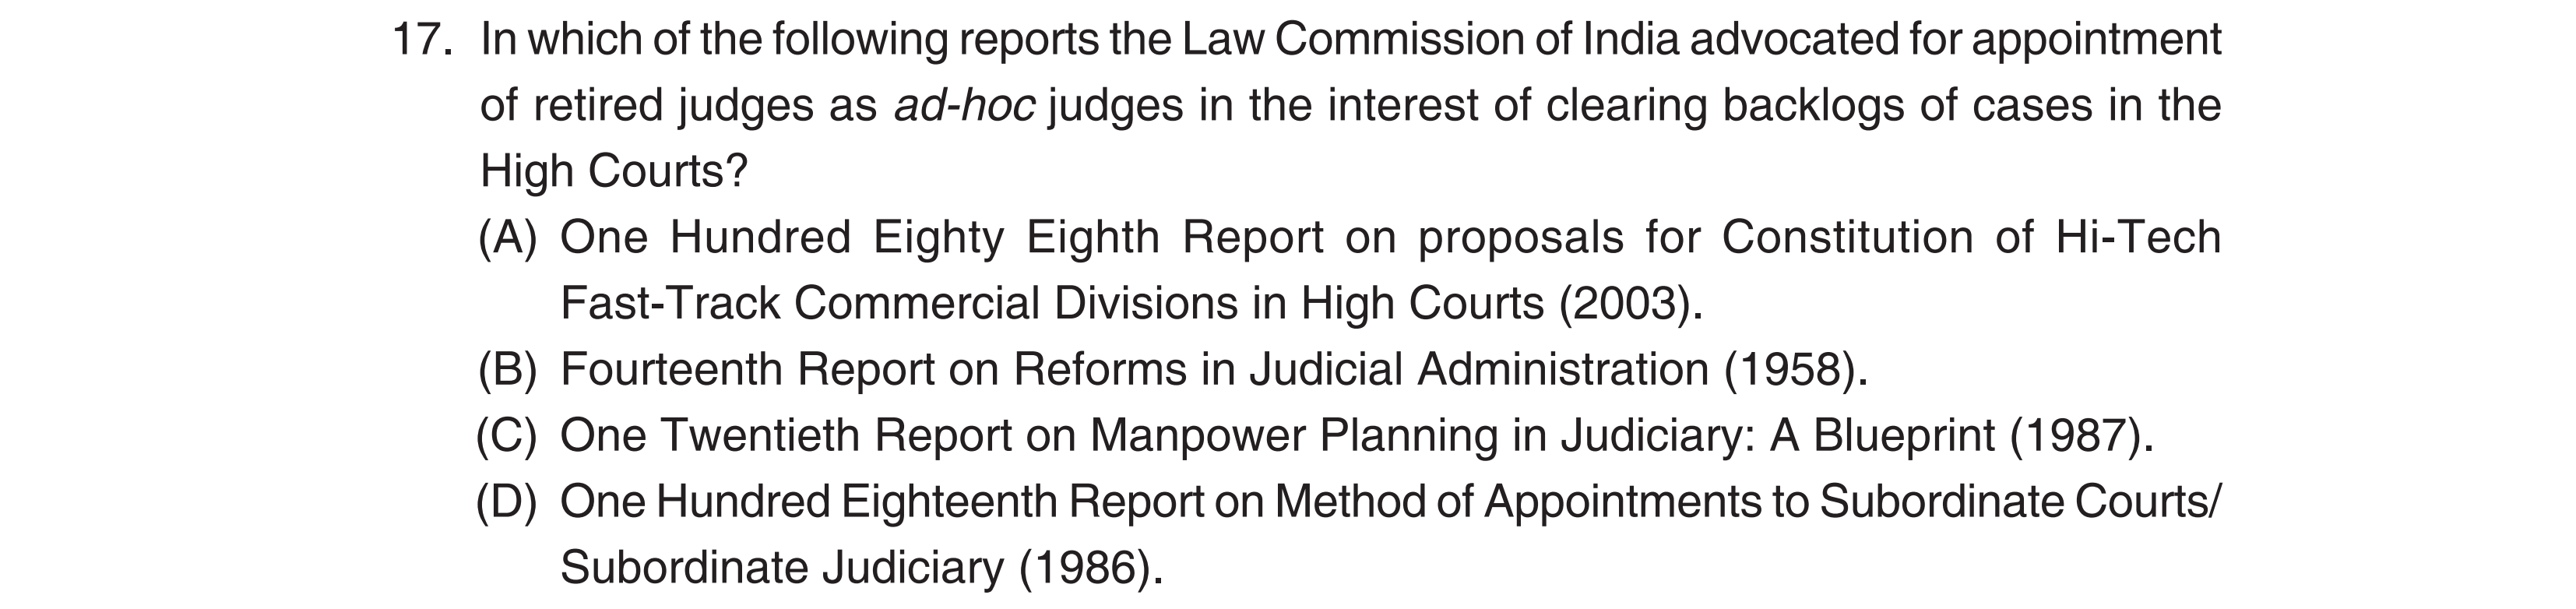 17. In which of the following reports the Law Commission of India advocated for appointment
of retired judges as ad-hoc judges in the interest of clearing backlogs of cases in the
High Courts?
(A) One Hundred Eighty Eighth Report on proposals for Constitution of Hi-Tech
Fast-Track Commercial Divisions in High Courts (2003).
(B) Fourteenth Report on Reforms in Judicial Administration (1958).
(C) One Twentieth Report on Manpower Planning in Judiciary: A Blueprint (1987).
(D) One Hundred Eighteenth Report on Method of Appointments to Subordinate Courts/
Subordinate Judiciary (1986).